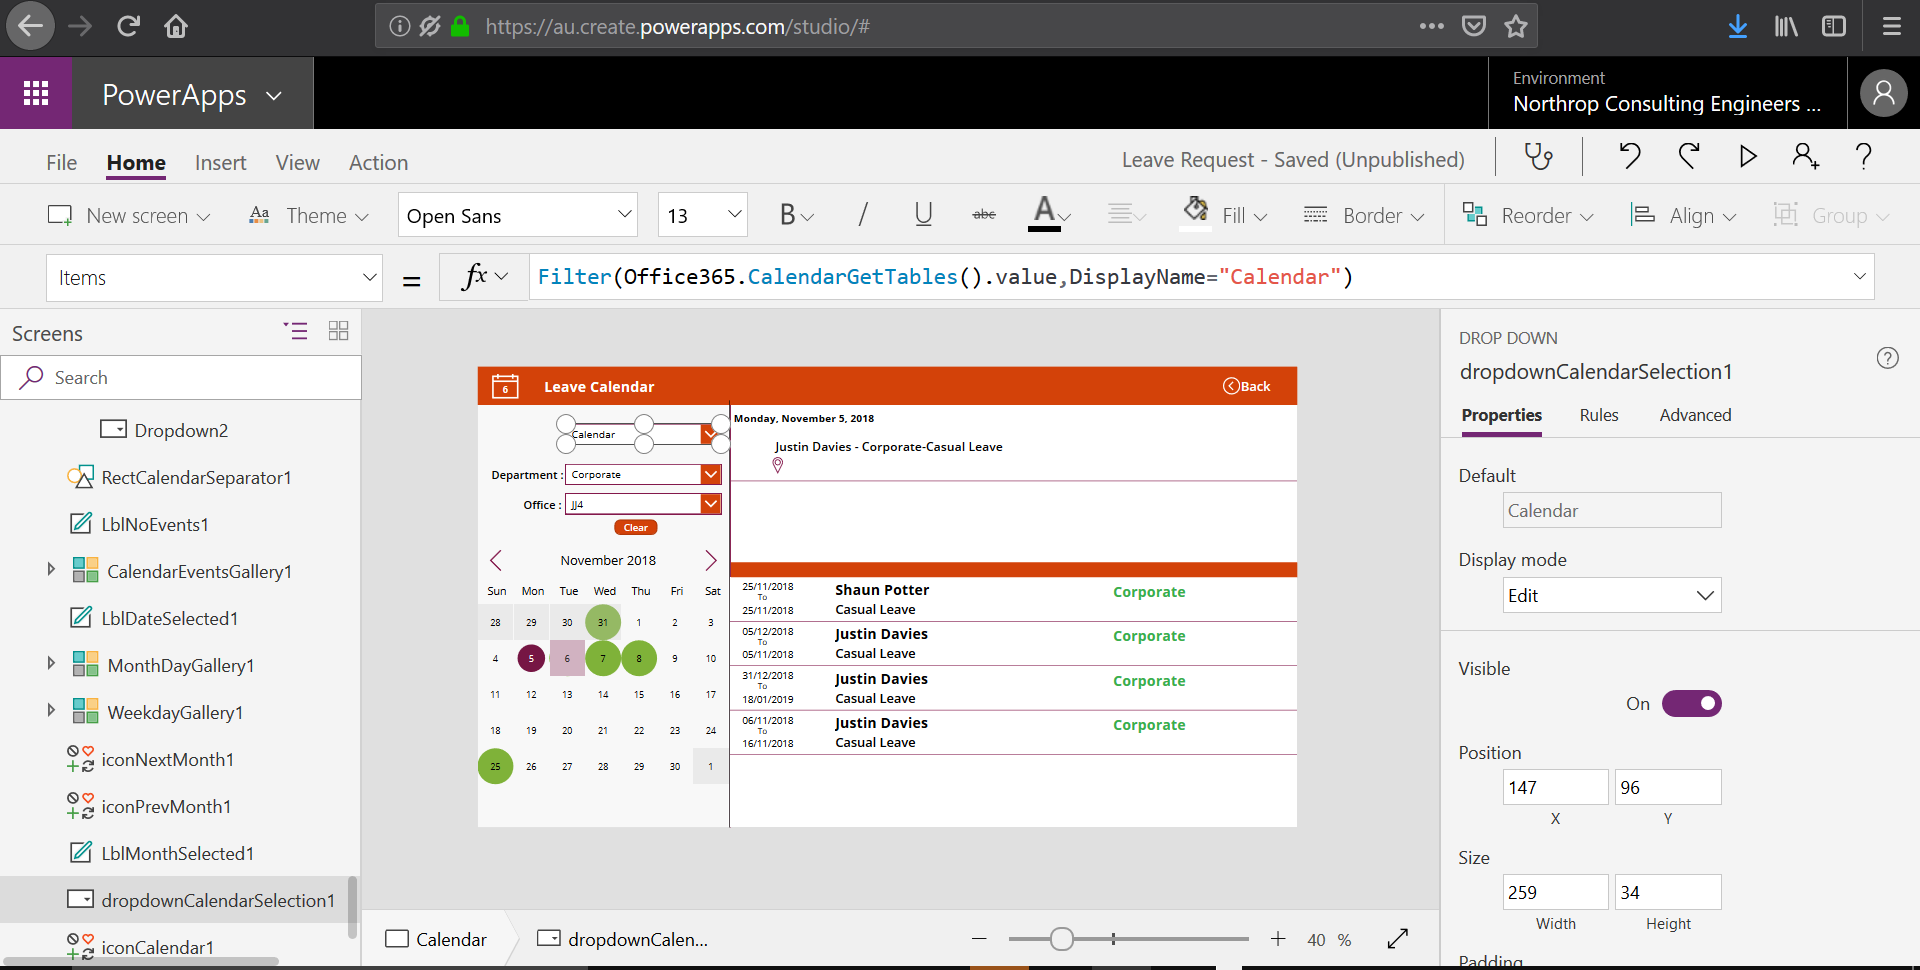 https://au.create.powerapps.com/studio/#
PowerApps
Environment
Northrop Consulting Engineers ...
File Home Insert View Action
Leave Request - Saved (Unpublished)
New screen
Aa Theme
Open Sans
13
B / U abc A
Fill
Border
Reorder
Align
Group
Items
= fx Filter(Office365.CalendarGetTables().value,DisplayName="Calendar")
Screens
Search
Dropdown2
RectCalendarSeparator1
LblNoEvents1
CalendarEventsGallery1
LblDateSelected1
MonthDayGallery1
WeekdayGallery1
iconNextMonth1
iconPrevMonth1
LblMonthSelected1
dropdownCalendarSelection1
iconCalendar1
6 Leave Calendar
Back
Calendar
Department : Corporate
Office : JJ4
Clear
November 2018
Sun Mon Tue Wed Thu Fri Sat
28 29 30 31 1 2 3
4 5 6 7 8 9 10
11 12 13 14 15 16 17
18 19 20 21 22 23 24
25 26 27 28 29 30 1
Monday, November 5, 2018
Justin Davies - Corporate-Casual Leave
25/11/2018 To 25/11/2018
Shaun Potter
Casual Leave
Corporate
05/12/2018 To 05/11/2018
Justin Davies
Casual Leave
Corporate
31/12/2018 To 18/01/2019
Justin Davies
Casual Leave
Corporate
06/11/2018 To 16/11/2018
Justin Davies
Casual Leave
Corporate
Calendar
dropdownCalen...
40 %
DROP DOWN
dropdownCalendarSelection1
?
Properties Rules Advanced
Default
Calendar
Display mode
Edit
Visible
On
Position
147 96
X Y
Size
259 34
Width Height
Padding